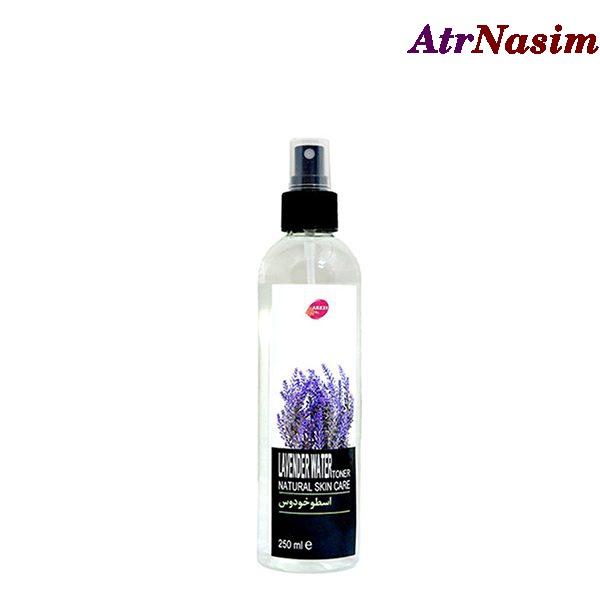 AtrNasim
LAVENDER WATER TONER
NATURAL SKIN CARE
اسطوخودوس
250 ml e